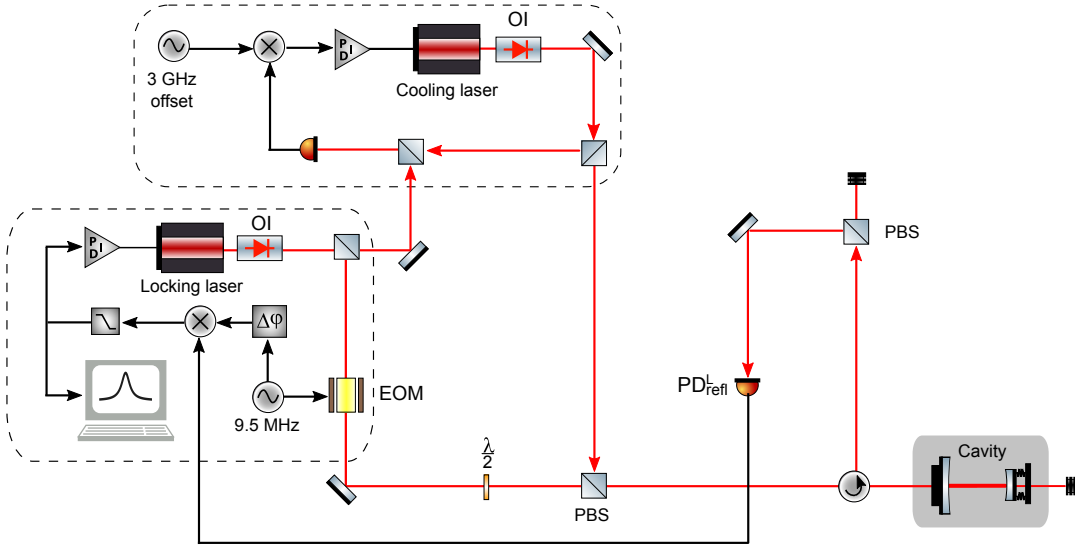 OI
3 GHz
offset
P
I
D
Cooling laser
OI
P
I
D
Locking laser
PBS
Δφ
PD^L_refl
EOM
9.5 MHz
λ
2
Cavity
PBS